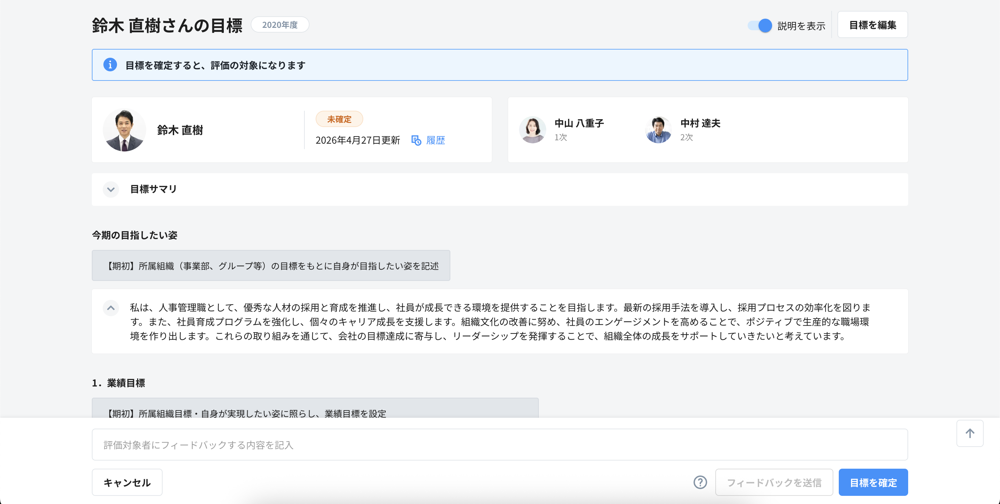 鈴木 直樹さんの目標
2020年度
説明を表示
目標を編集
目標を確定すると、評価の対象になります
鈴木 直樹
未確定
2026年4月27日更新
履歴
中山 八重子
1次
中村 達夫
2次
目標サマリ
今期の目指したい姿
【期初】所属組織（事業部、グループ等）の目標をもとに自身が目指したい姿を記述
私は、人事管理職として、優秀な人材の採用と育成を推進し、社員が成長できる環境を提供することを目指します。最新の採用手法を導入し、採用プロセスの効率化を図りま
す。また、社員育成プログラムを強化し、個々のキャリア成長を支援します。組織文化の改善に努め、社員のエンゲージメントを高めることで、ポジティブで生産的な職場環
境を作り出します。これらの取り組みを通じて、会社の目標達成に寄与し、リーダーシップを発揮することで、組織全体の成長をサポートしていきたいと考えています。
1．業績目標
【期初】所属組織目標・自身が実現したい姿に照らし、業績目標を設定
評価対象者にフィードバックする内容を記入
キャンセル
フィードバックを送信
目標を確定